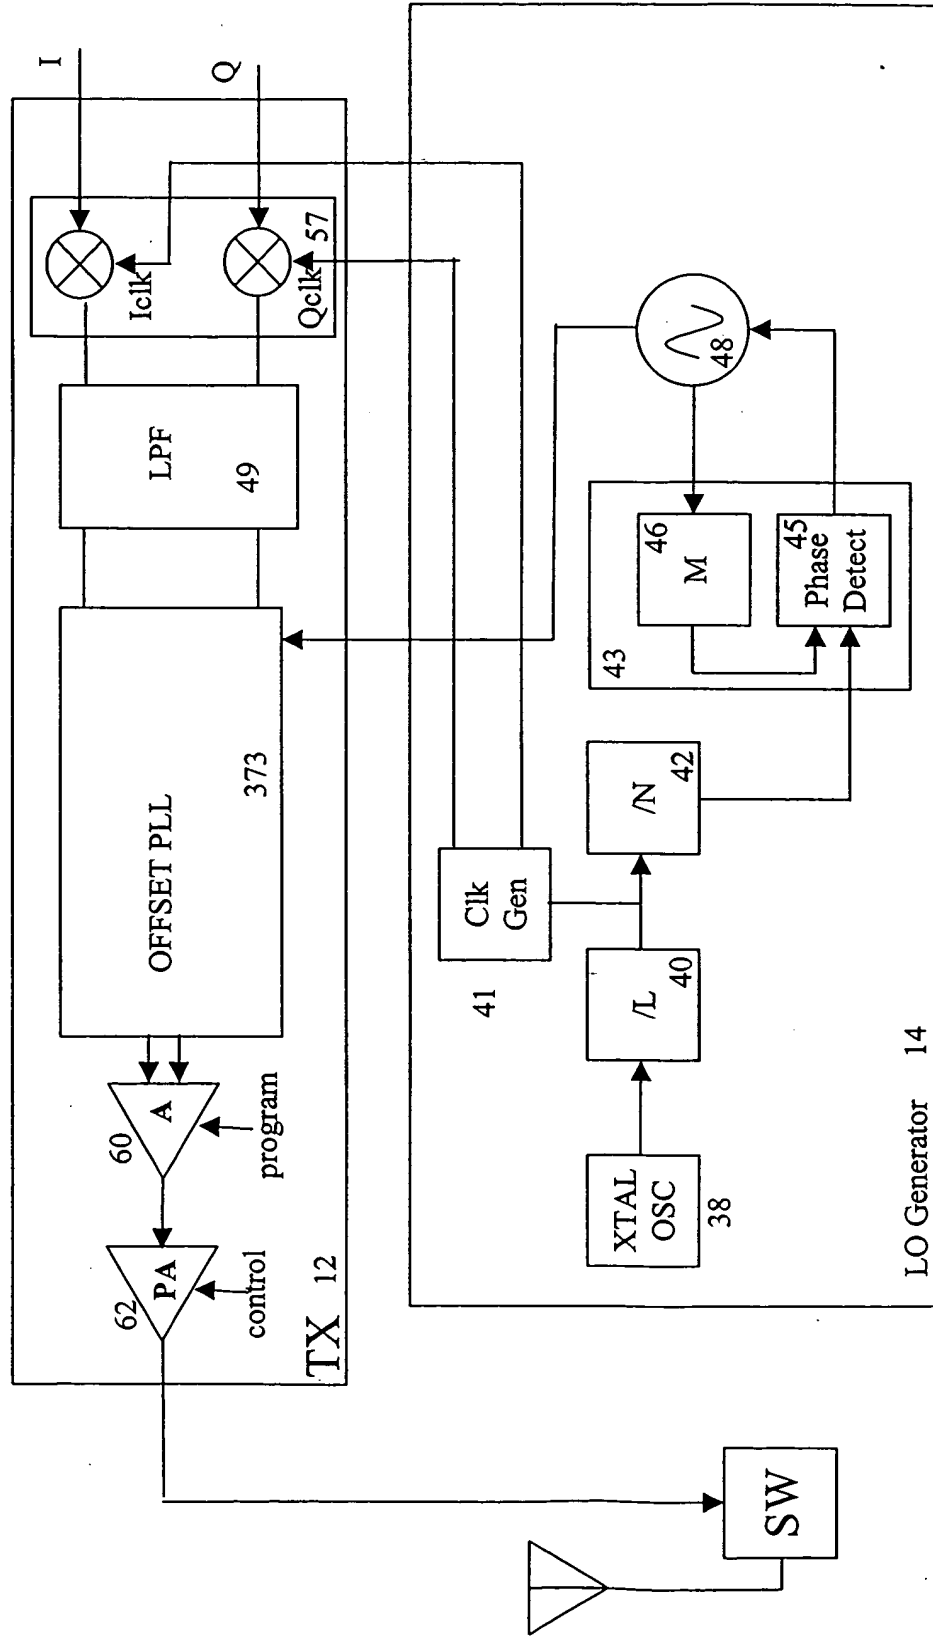 I
Q
Iclk
Qclk
57
LPF
49
OFFSET PLL
373
A
60
program
PA
62
control
TX 12
Clk
Gen
41
48
46
M
45
Phase
Detect
43
/N
42
/L
40
XTAL
OSC
38
LO Generator 14
SW